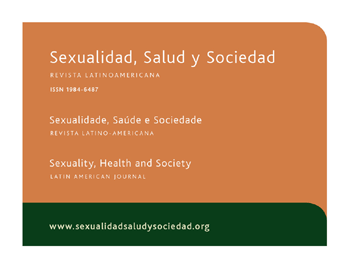 Sexualidad, Salud y Sociedad
REVISTA LATINOAMERICANA
ISSN 1984-6487
Sexualidade, Saúde e Sociedade
REVISTA LATINO-AMERICANA
Sexuality, Health and Society
LATIN AMERICAN JOURNAL
www.sexualidadsaludysociedad.org